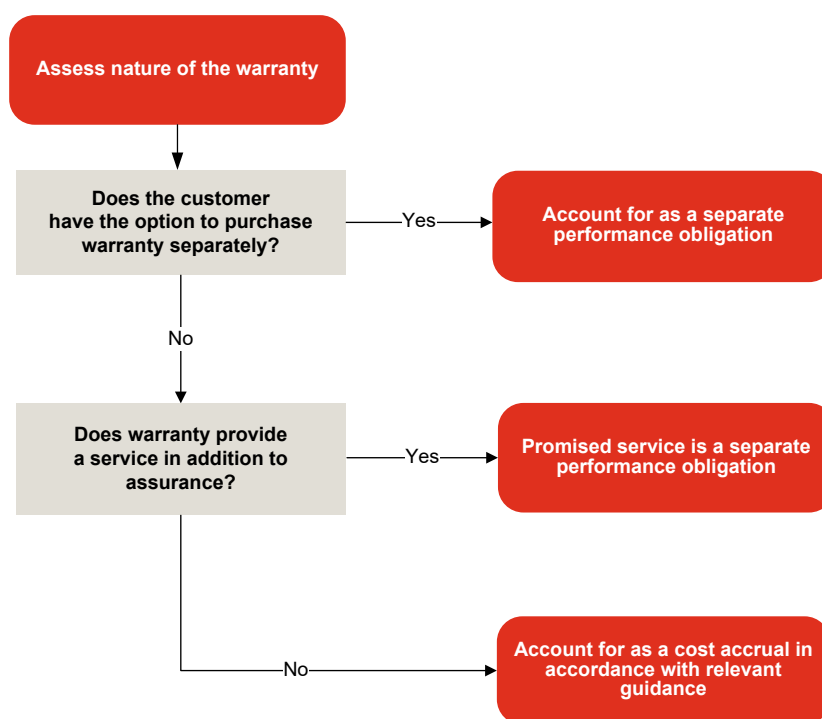 Assess nature of the warranty
Does the customer
have the option to purchase
warranty separately?
Yes
Account for as a separate
performance obligation
No
Does warranty provide
a service in addition to
assurance?
Yes
Promised service is a separate
performance obligation
No
Account for as a cost accrual in
accordance with relevant
guidance